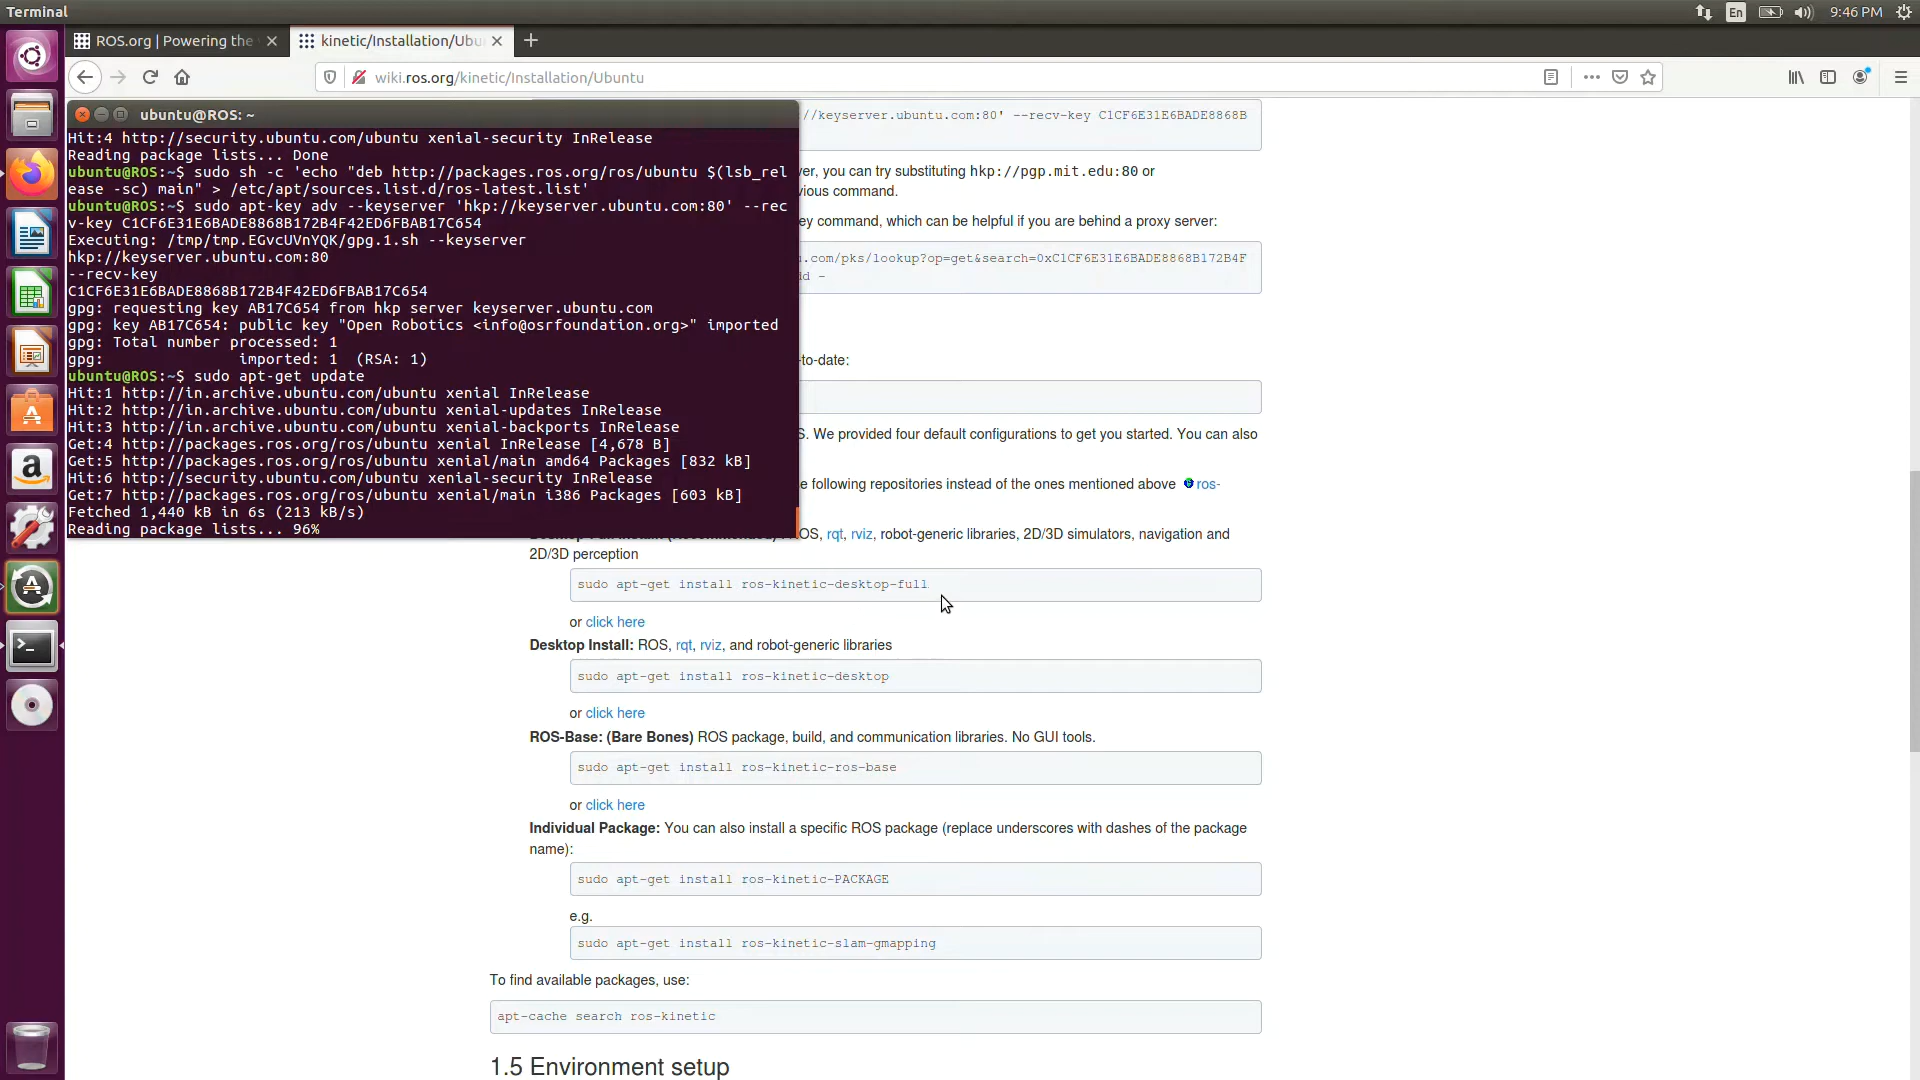 Terminal
En
9:46 PM
ROS.org | Powering the
kinetic/Installation/Ubu
wiki.ros.org/kinetic/Installation/Ubuntu
ubuntu@ROS: ~
Hit:4 http://security.ubuntu.com/ubuntu xenial-security InRelease
Reading package lists... Done
ubuntu@ROS:~$ sudo sh -c 'echo "deb http://packages.ros.org/ros/ubuntu $(lsb_rel
ease -sc) main" > /etc/apt/sources.list.d/ros-latest.list'
ubuntu@ROS:~$ sudo apt-key adv --keyserver 'hkp://keyserver.ubuntu.com:80' --rec
v-key C1CF6E31E6BADE8868B172B4F42ED6FBAB17C654
Executing: /tmp/tmp.EGvcUVnYQK/gpg.1.sh --keyserver
hkp://keyserver.ubuntu.com:80
--recv-key
C1CF6E31E6BADE8868B172B4F42ED6FBAB17C654
gpg: requesting key AB17C654 from hkp server keyserver.ubuntu.com
gpg: key AB17C654: public key "Open Robotics <info@osrfoundation.org>" imported
gpg: Total number processed: 1
gpg: imported: 1 (RSA: 1)
ubuntu@ROS:~$ sudo apt-get update
Hit:1 http://in.archive.ubuntu.com/ubuntu xenial InRelease
Hit:2 http://in.archive.ubuntu.com/ubuntu xenial-updates InRelease
Hit:3 http://in.archive.ubuntu.com/ubuntu xenial-backports InRelease
Get:4 http://packages.ros.org/ros/ubuntu xenial InRelease [4,678 B]
Get:5 http://packages.ros.org/ros/ubuntu xenial/main amd64 Packages [832 kB]
Hit:6 http://security.ubuntu.com/ubuntu xenial-security InRelease
Get:7 http://packages.ros.org/ros/ubuntu xenial/main i386 Packages [603 kB]
Fetched 1,440 kB in 6s (213 kB/s)
Reading package lists... 96%
//keyserver.ubuntu.com:80' --recv-key C1CF6E31E6BADE8868B
er, you can try substituting hkp://pgp.mit.edu:80 or
vious command.
ey command, which can be helpful if you are behind a proxy server:
u.com/pks/lookup?op=get&search=0xC1CF6E31E6BADE8868B172B4F
dd -
-to-date:
S. We provided four default configurations to get you started. You can also
e following repositories instead of the ones mentioned above ros-
OS, rqt, rviz, robot-generic libraries, 2D/3D simulators, navigation and
2D/3D perception
sudo apt-get install ros-kinetic-desktop-full
or click here
Desktop Install: ROS, rqt, rviz, and robot-generic libraries
sudo apt-get install ros-kinetic-desktop
or click here
ROS-Base: (Bare Bones) ROS package, build, and communication libraries. No GUI tools.
sudo apt-get install ros-kinetic-ros-base
or click here
Individual Package: You can also install a specific ROS package (replace underscores with dashes of the package
name):
sudo apt-get install ros-kinetic-PACKAGE
e.g.
sudo apt-get install ros-kinetic-slam-gmapping
To find available packages, use:
apt-cache search ros-kinetic
1.5 Environment setup